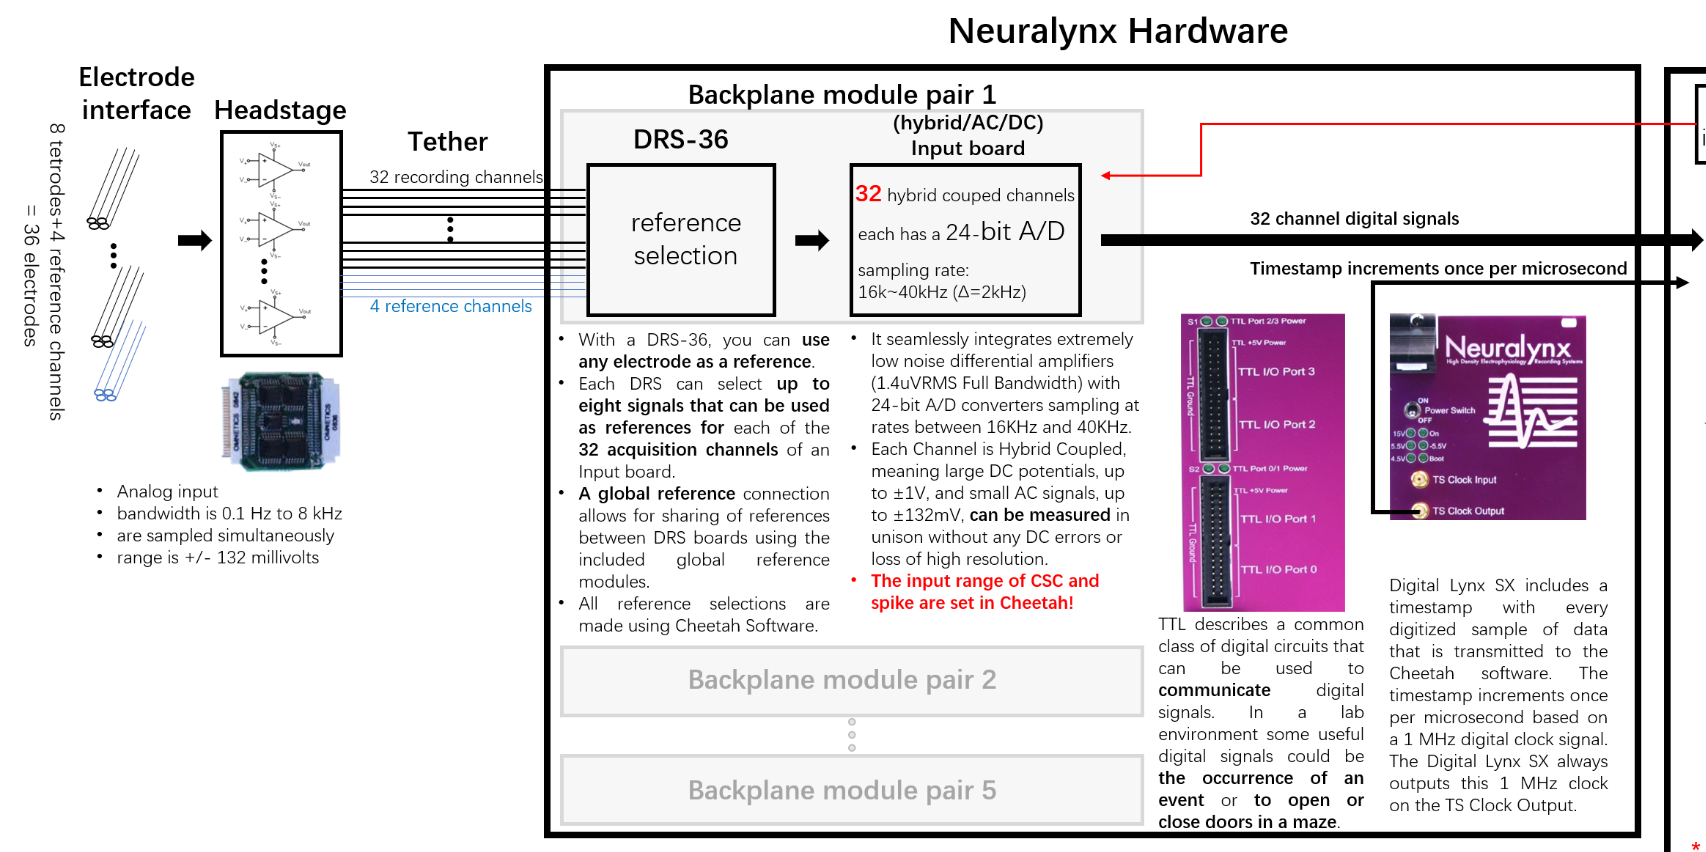 Neuralynx Hardware
Electrode
interface
8 tetrodes+4 reference channels
= 36 electrodes
Headstage
Tether
32 recording channels
4 reference channels
• Analog input
• bandwidth is 0.1 Hz to 8 kHz
• are sampled simultaneously
• range is +/- 132 millivolts
OMNETICS
OMNETICS
Backplane module pair 1
DRS-36
reference
selection
(hybrid/AC/DC)
Input board
32 hybrid couped channels
each has a 24-bit A/D
sampling rate:
16k~40kHz (Δ=2kHz)
• With a DRS-36, you can use
any electrode as a reference.
• Each DRS can select up to
eight signals that can be used
as references for each of the
32 acquisition channels of an
Input board.
• A global reference connection
allows for sharing of references
between DRS boards using the
included global reference
modules.
• All reference selections are
made using Cheetah Software.
• It seamlessly integrates extremely
low noise differential amplifiers
(1.4uVRMS Full Bandwidth) with
24-bit A/D converters sampling at
rates between 16KHz and 40KHz.
• Each Channel is Hybrid Coupled,
meaning large DC potentials, up
to ±1V, and small AC signals, up
to ±132mV, can be measured in
unison without any DC errors or
loss of high resolution.
• The input range of CSC and
spike are set in Cheetah!
Backplane module pair 2
Backplane module pair 5
32 channel digital signals
Timestamp increments once per microsecond
S1 TTL Port 2/3 Power
TTL +5V Power
TTL I/O Port 3
TTL Ground
TTL I/O Port 2
S2 TTL Port 0/1 Power
TTL +5V Power
TTL I/O Port 1
TTL Ground
TTL I/O Port 0
TTL describes a common
class of digital circuits that
can be used to
communicate digital
signals. In a lab
environment some useful
digital signals could be
the occurrence of an
event or to open or
close doors in a maze.
Neuralynx
High Density Electrophysiology Recording Systems
ON
Power Switch
OFF
15V On
5.5V -5.5V
4.5V Boot
TS Clock Input
TS Clock Output
Digital Lynx SX includes a
timestamp with every
digitized sample of data
that is transmitted to the
Cheetah software. The
timestamp increments once
per microsecond based on
a 1 MHz digital clock signal.
The Digital Lynx SX always
outputs this 1 MHz clock
on the TS Clock Output.
*